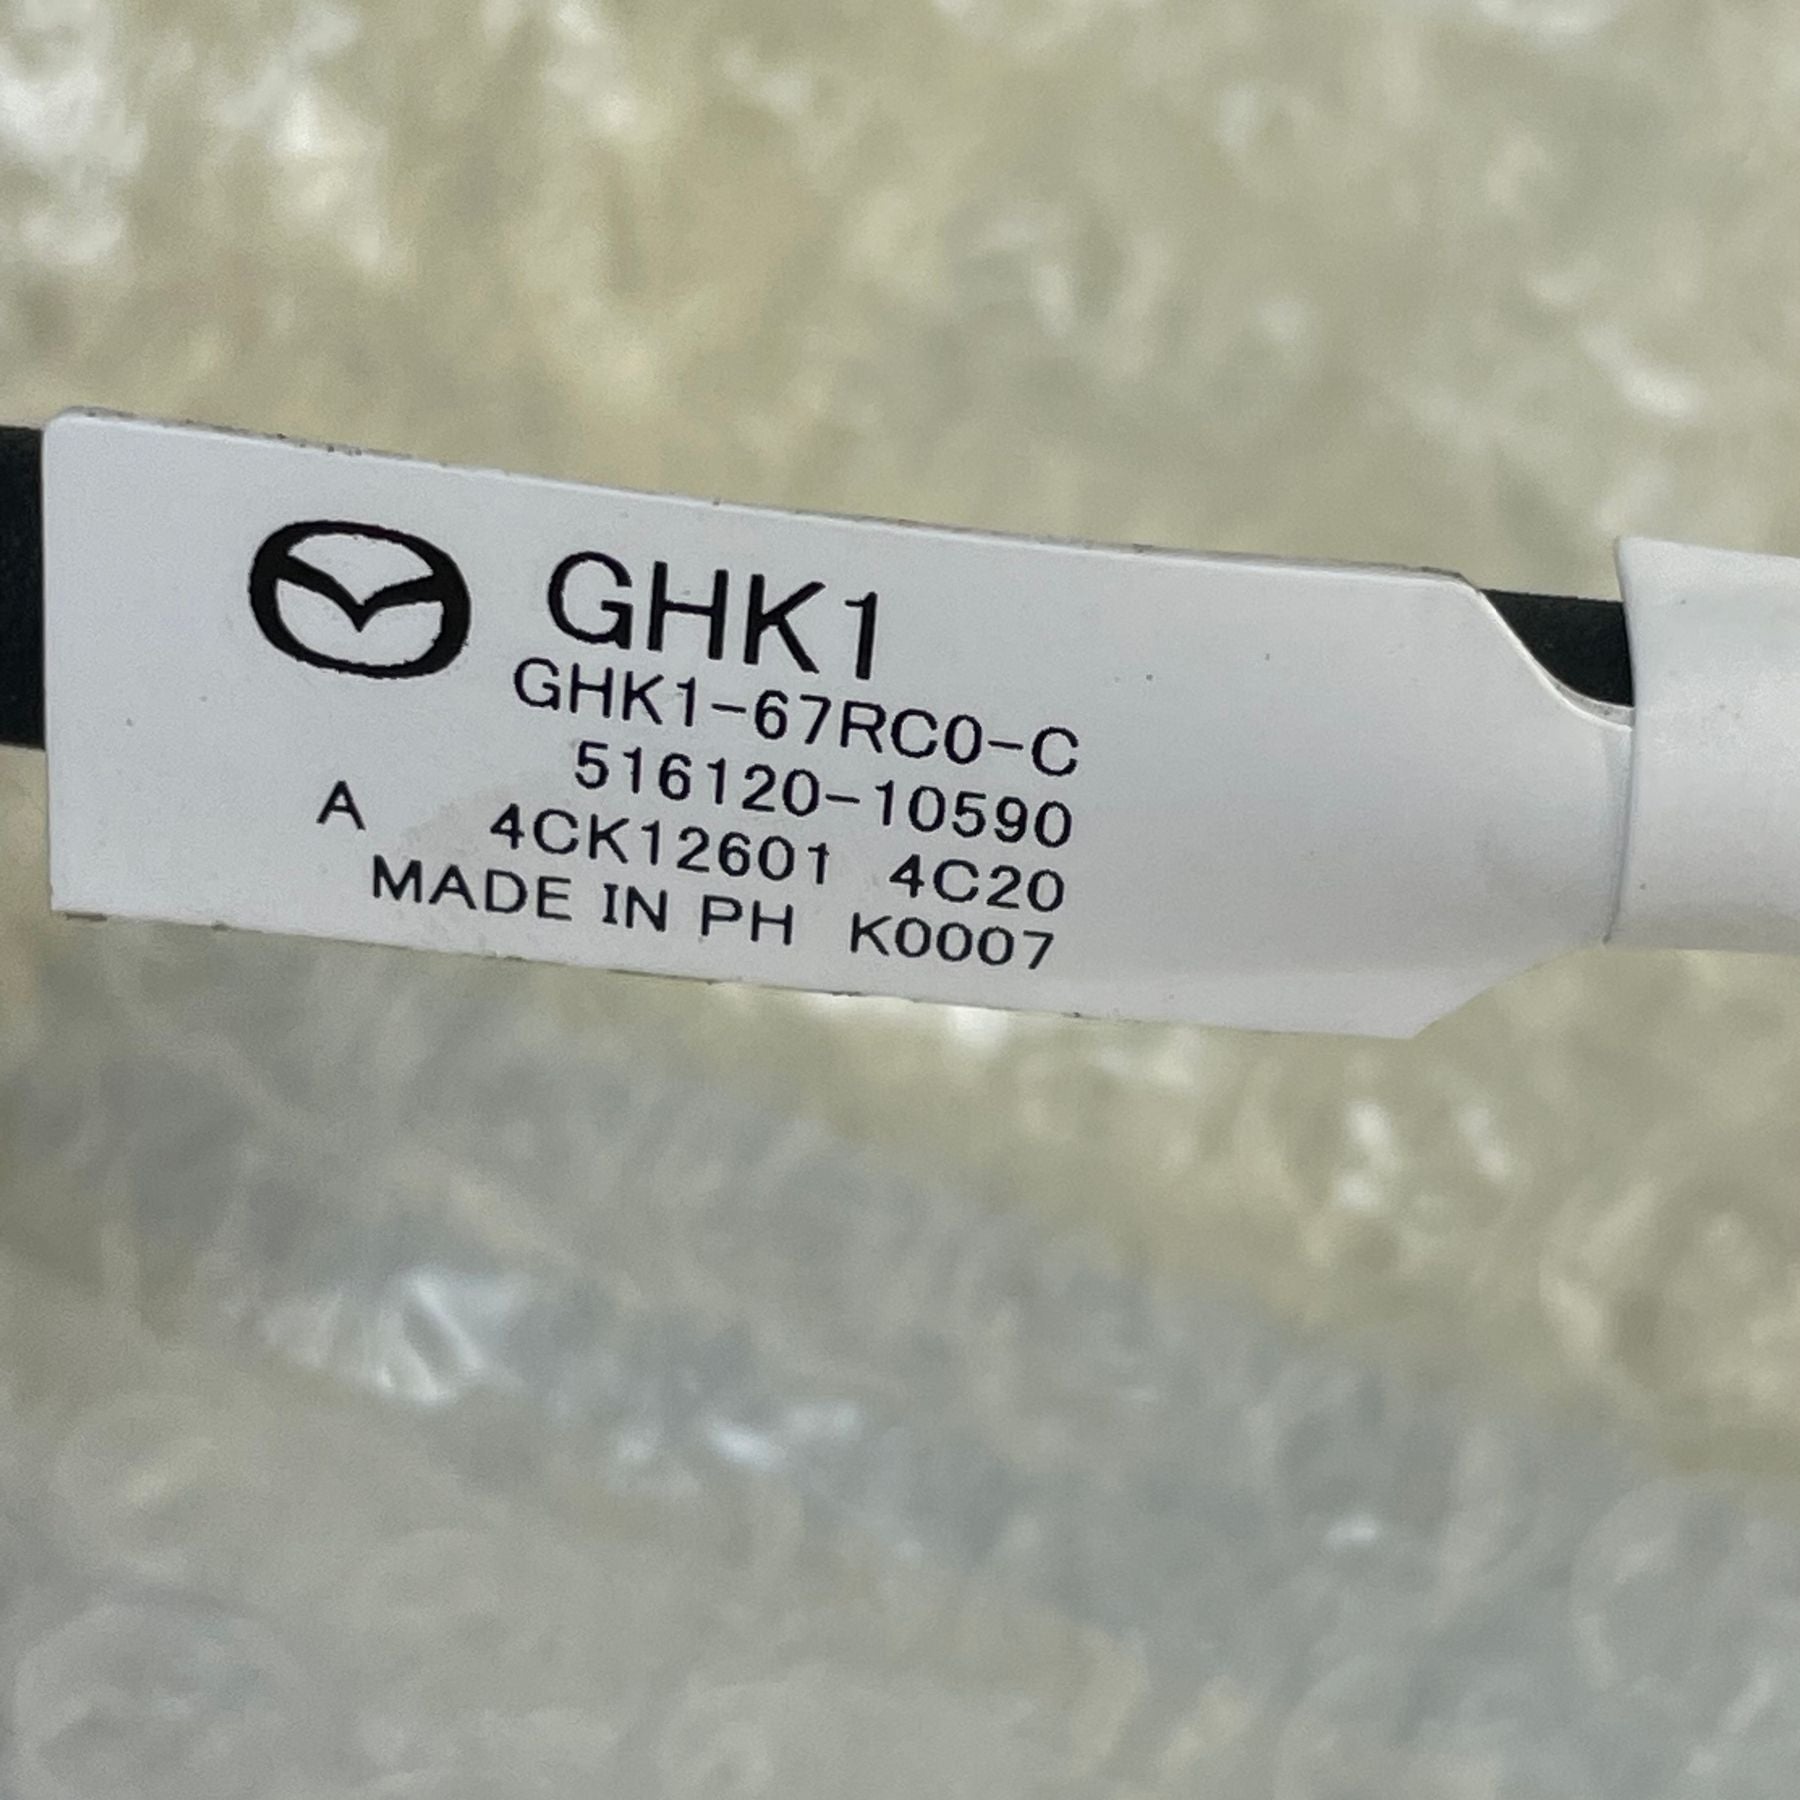 GHK1
GHK1-67RC0-C
516120-10590
A 4CK12601 4C20
MADE IN PH K0007